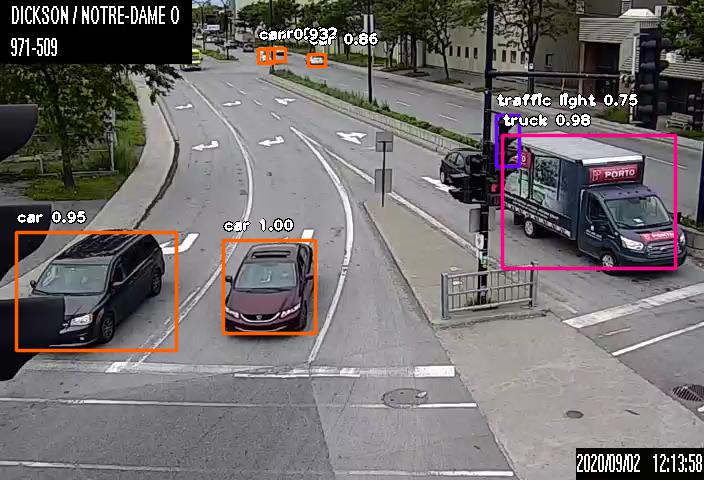 DICKSON / NOTRE-DAME O
971-509
car 0.86
traffic light 0.75
truck 0.98
PORTO
car 0.95
car 1.00
2020/09/02 12:13:58